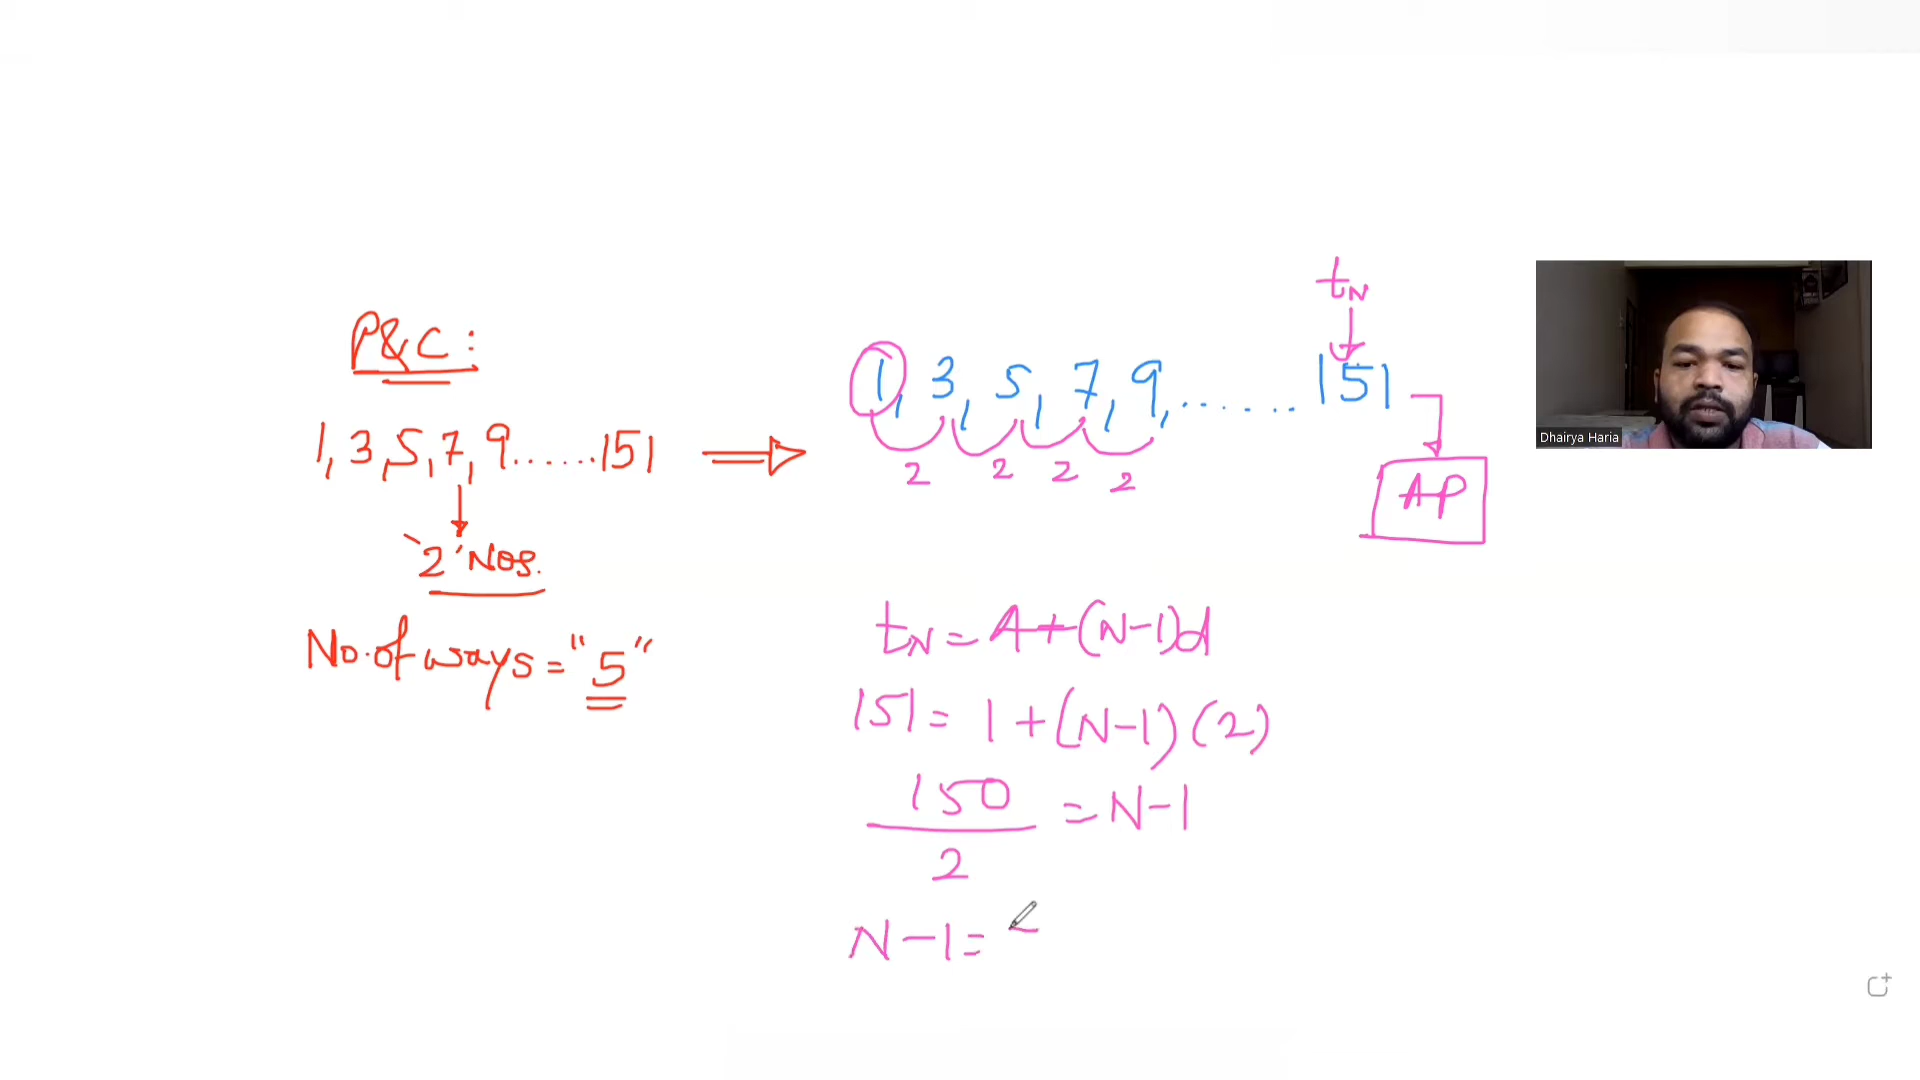 P&C:
1, 3, 5, 7, 9......151
'2' Nos.
No. of ways = "5"
tN
1, 3, 5, 7, 9, ....... 151
2 2 2 2
AP
tN = A+(N-1)d
151 = 1 + (N-1) (2)
150
2
= N-1
N-1=
Dhairya Haria